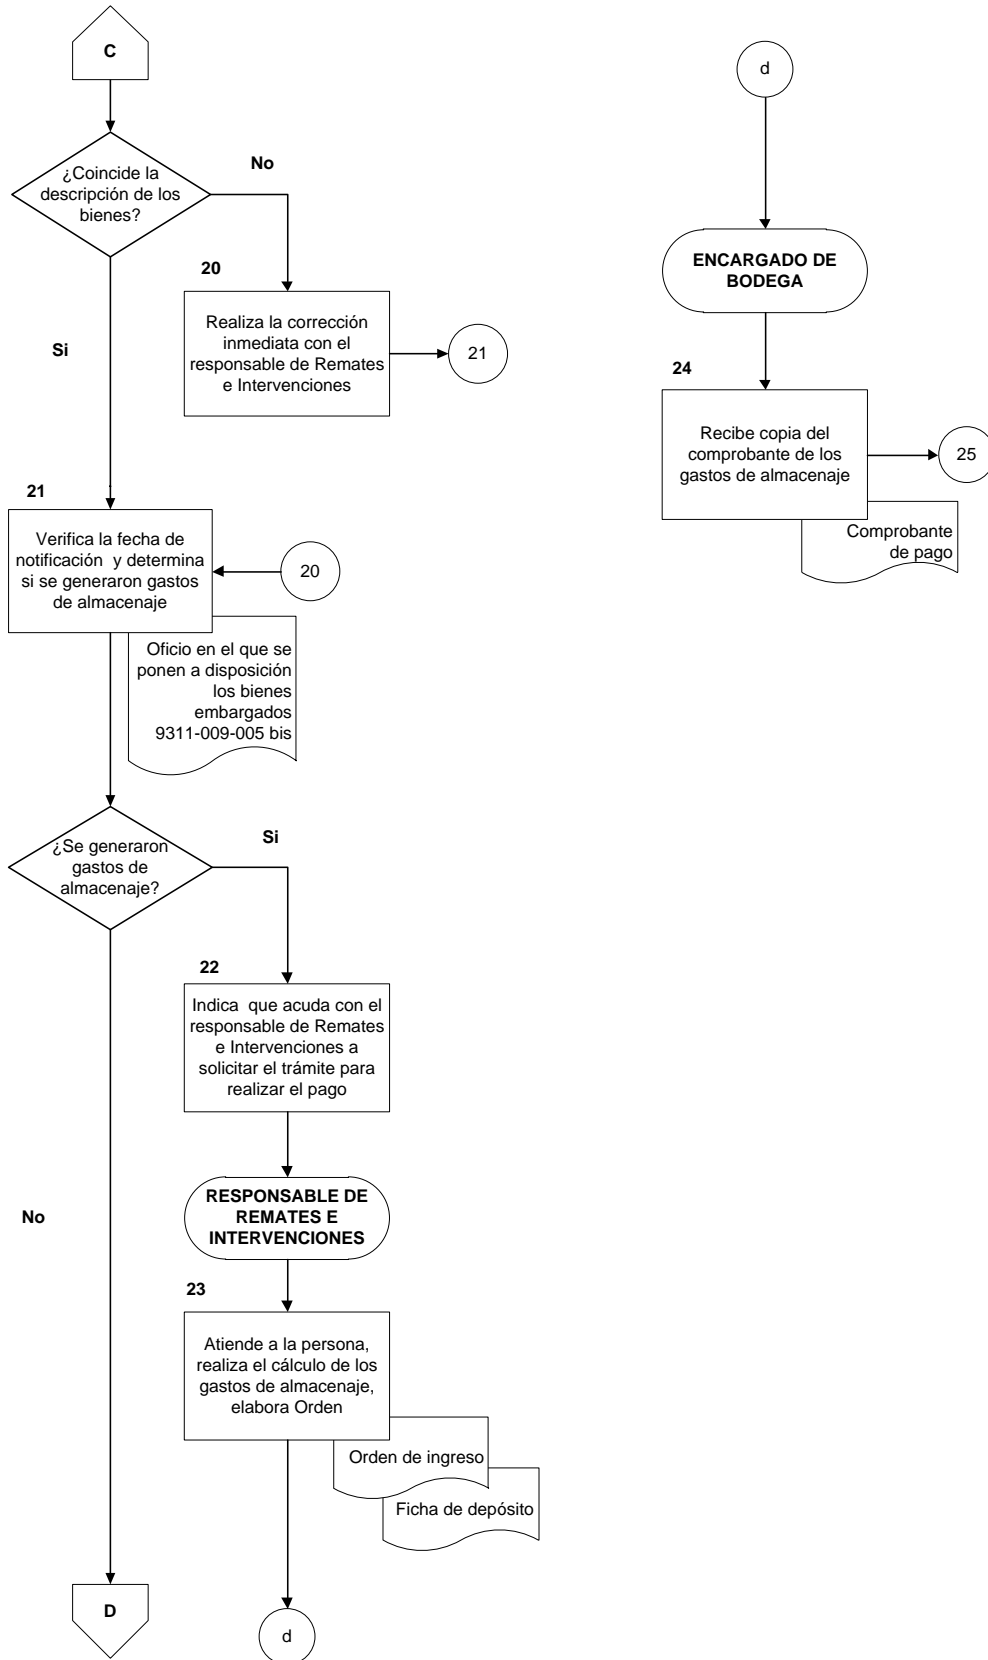 C
¿Coincide la
descripción de los
bienes?
No
20
Realiza la corrección
inmediata con el
responsable de Remates
e Intervenciones
21
Si
21
Verifica la fecha de
notificación y determina
si se generaron gastos
de almacenaje
20
Oficio en el que se
ponen a disposición
los bienes
embargados
9311-009-005 bis
¿Se generaron
gastos de
almacenaje?
Si
22
Indica que acuda con el
responsable de Remates
e Intervenciones a
solicitar el trámite para
realizar el pago
No
RESPONSABLE DE
REMATES E
INTERVENCIONES
23
Atiende a la persona,
realiza el cálculo de los
gastos de almacenaje,
elabora Orden
Orden de ingreso
Ficha de depósito
D
d
d
ENCARGADO DE
BODEGA
24
Recibe copia del
comprobante de los
gastos de almacenaje
25
Comprobante
de pago